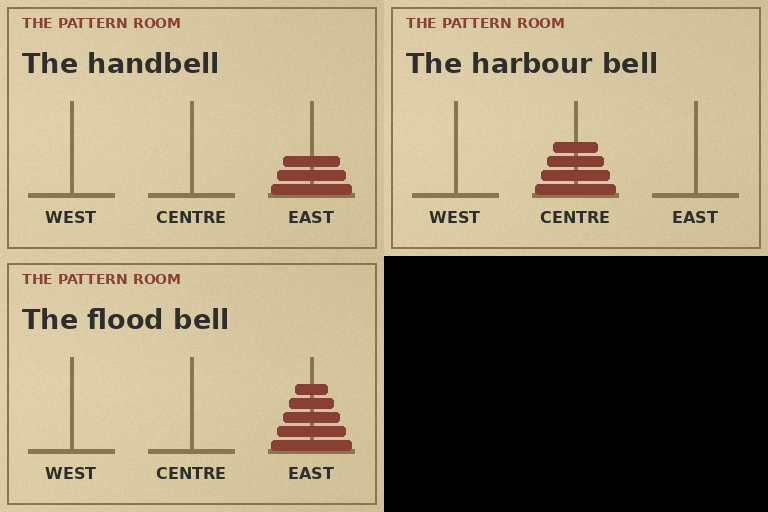 THE PATTERN ROOM
The handbell
WEST CENTRE EAST
THE PATTERN ROOM
The harbour bell
WEST CENTRE EAST
THE PATTERN ROOM
The flood bell
WEST CENTRE EAST